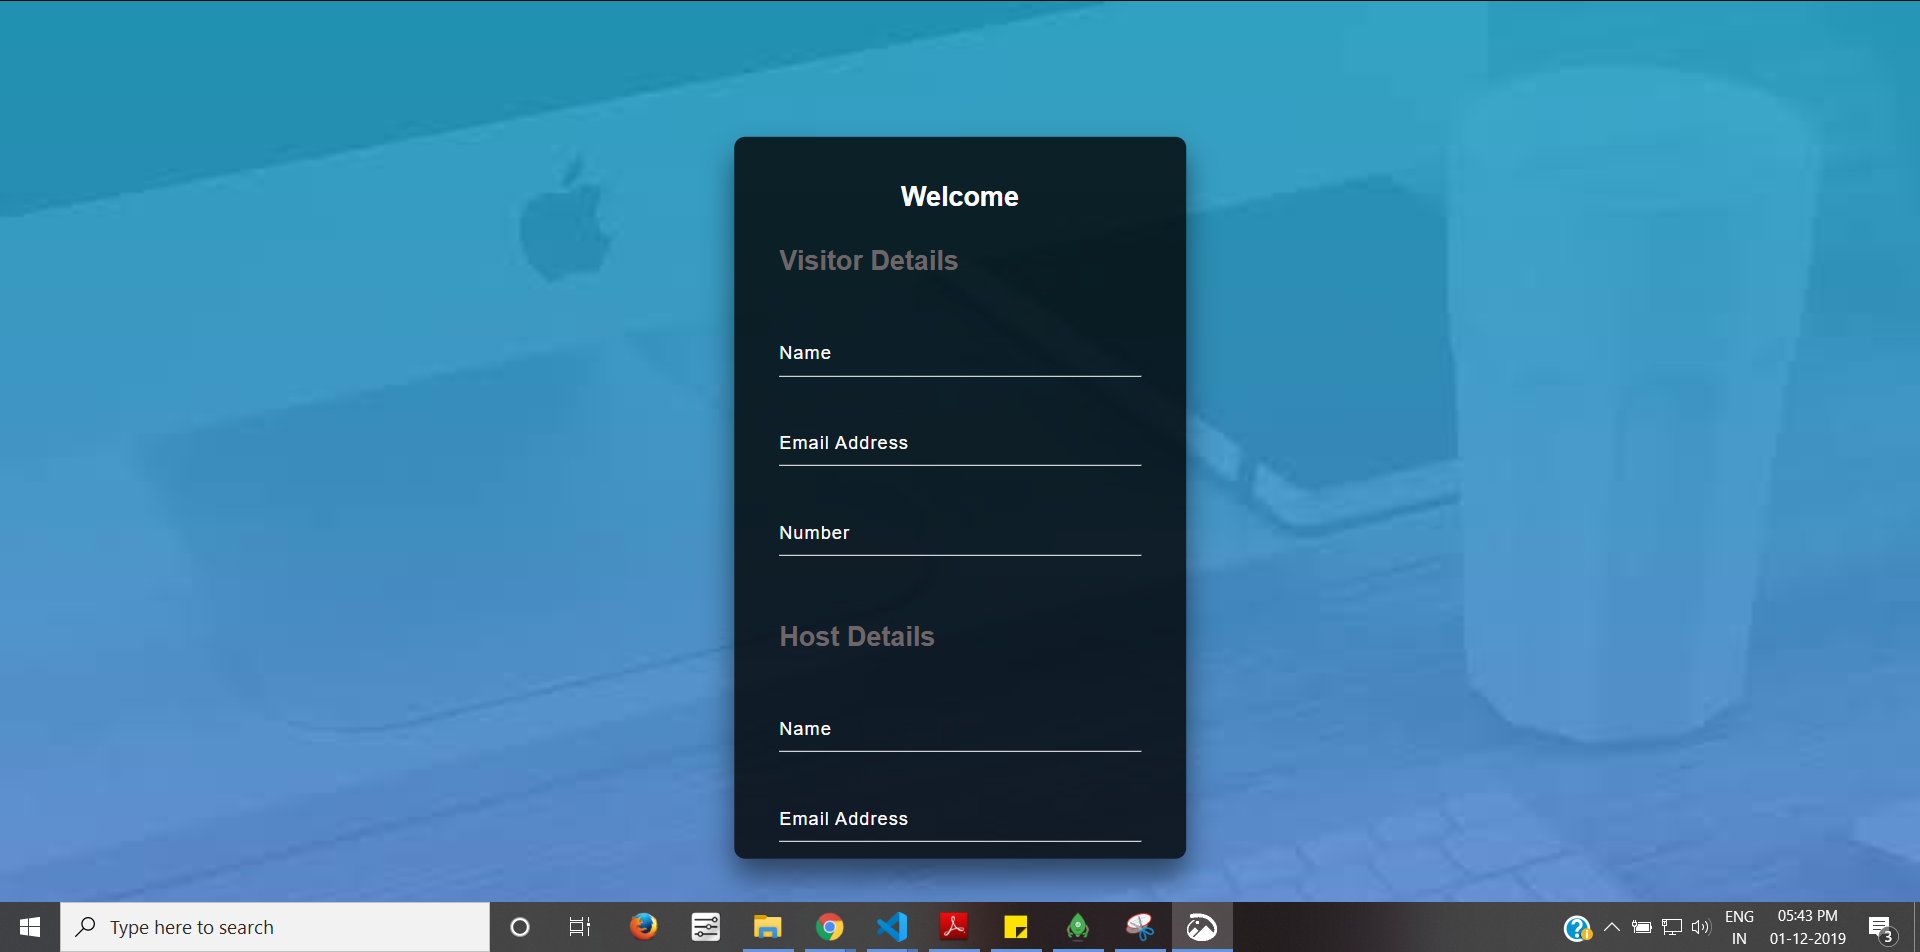 Welcome
Visitor Details
Name
Email Address
Number
Host Details
Name
Email Address
Type here to search
ENG
IN
05:43 PM
01-12-2019
3